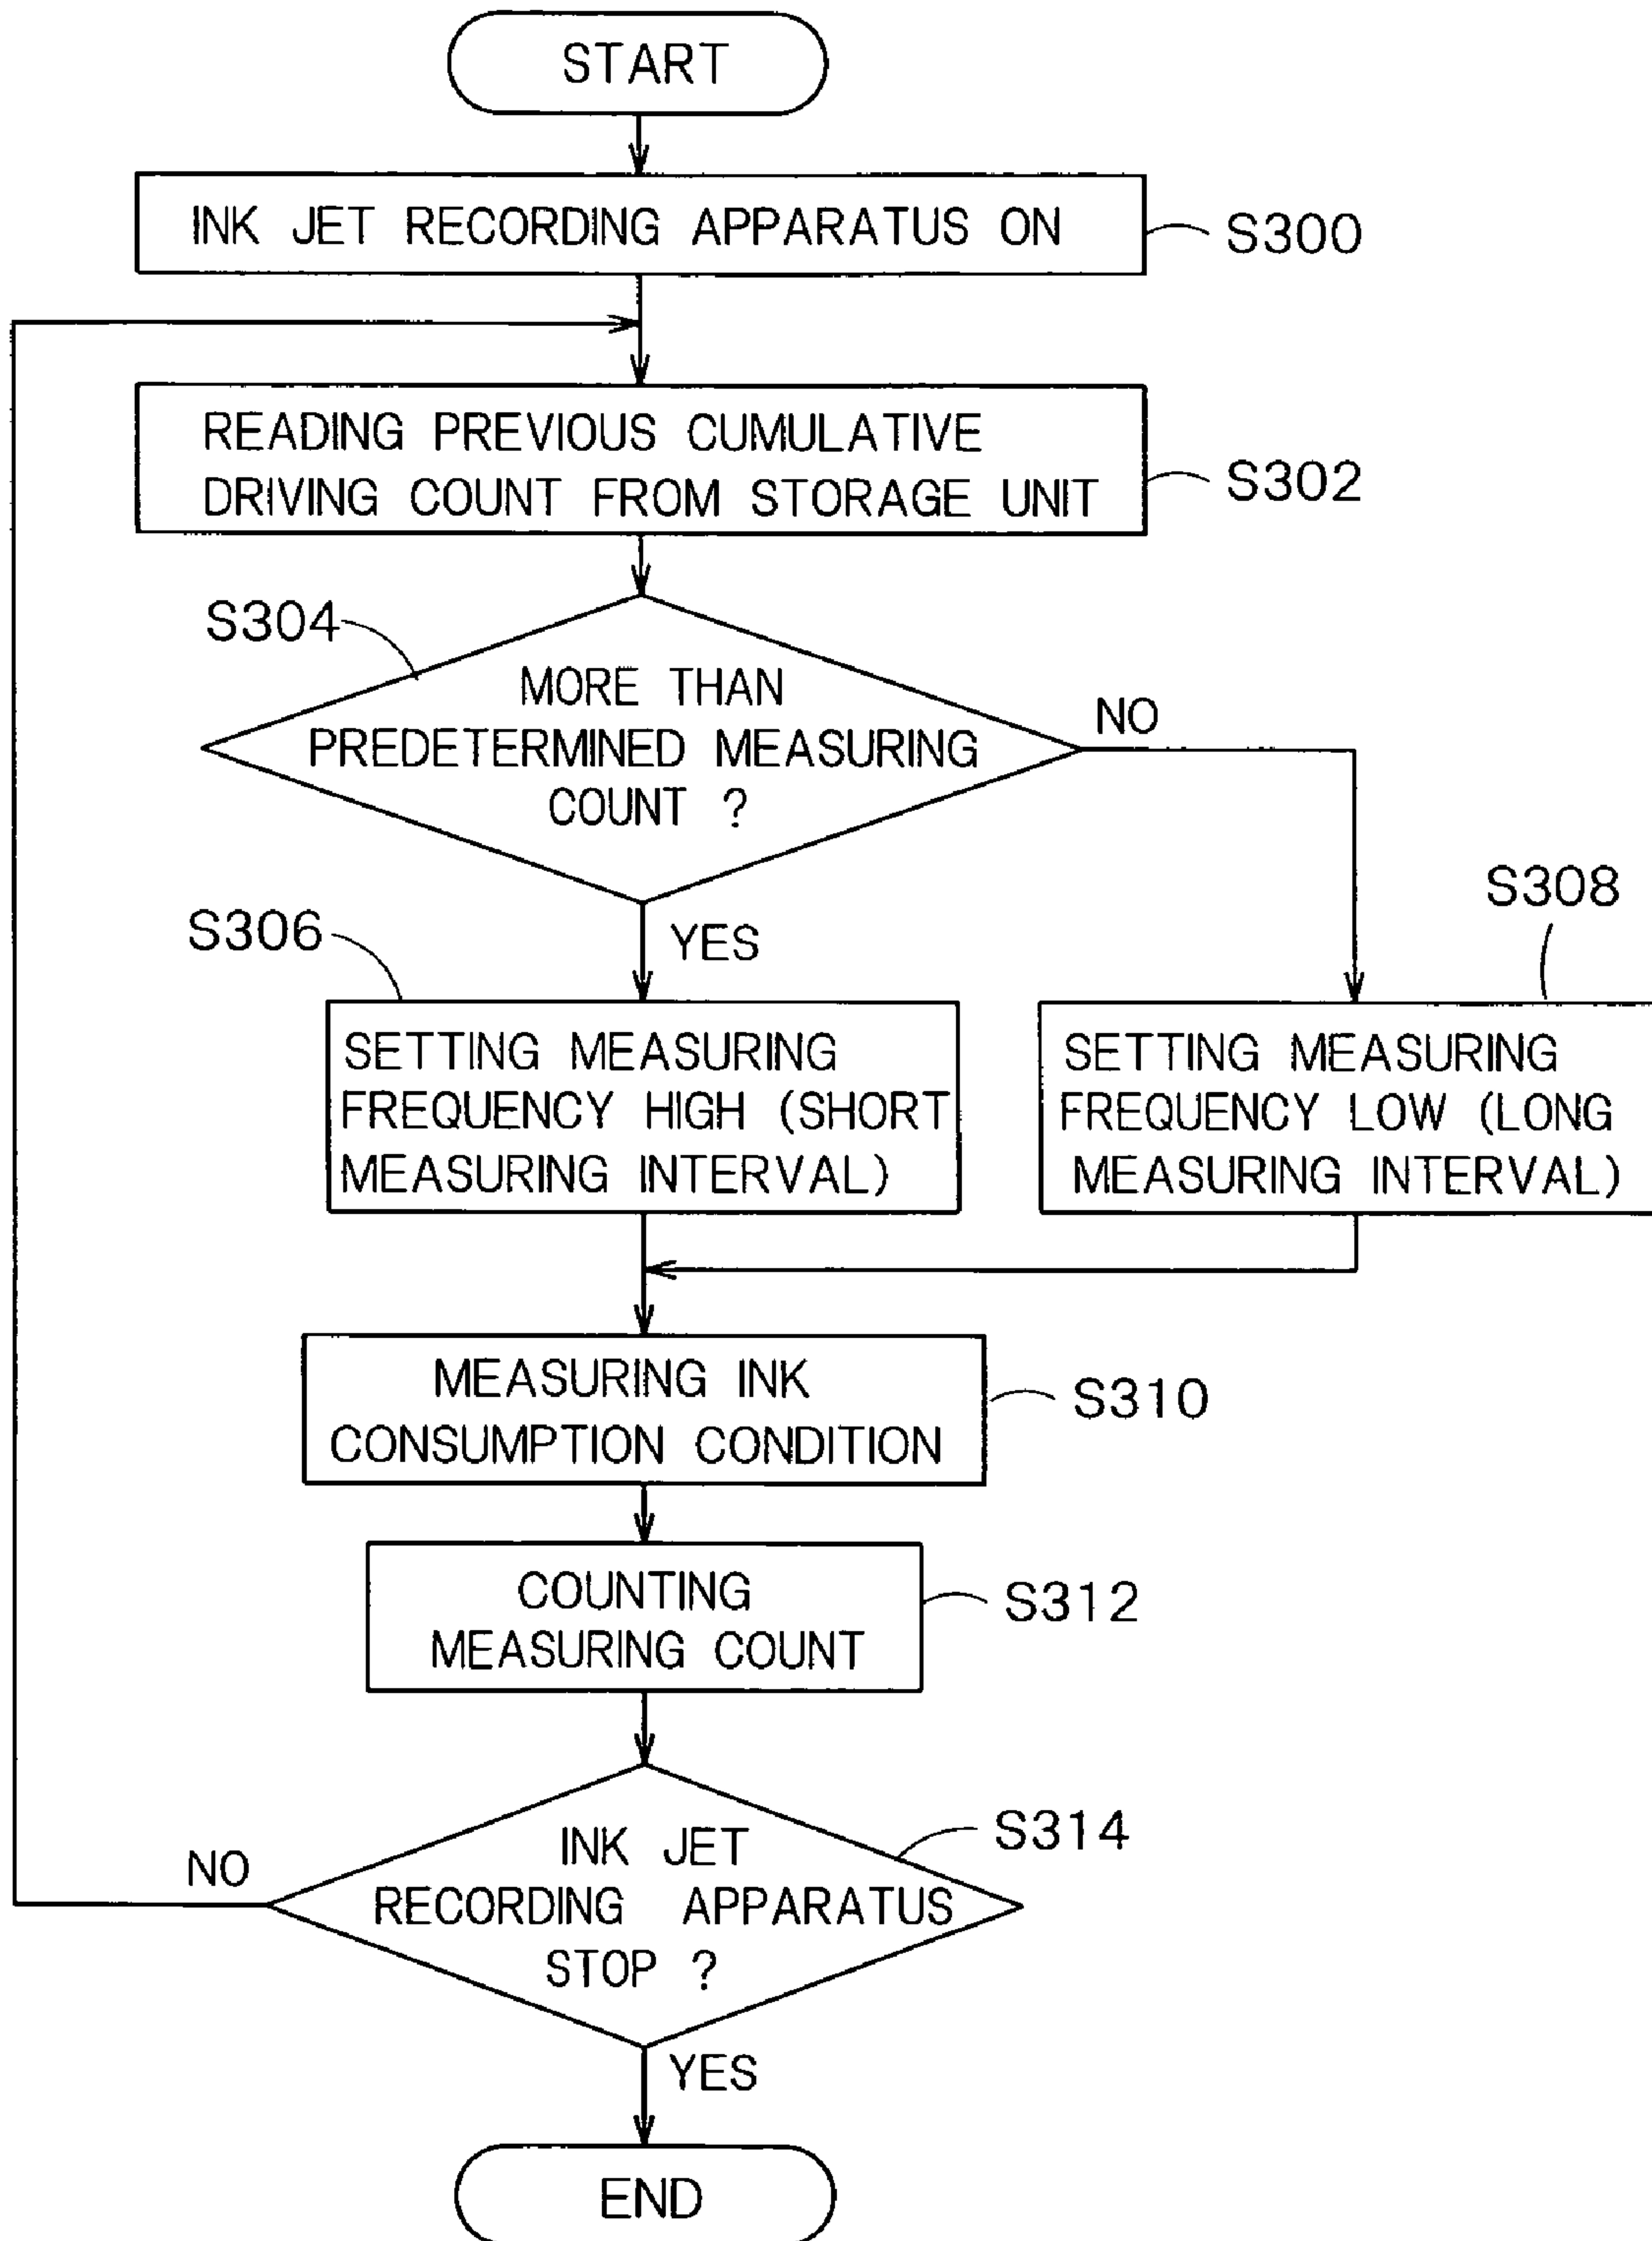 START
INK JET RECORDING APPARATUS ON
S300
READING PREVIOUS CUMULATIVE
DRIVING COUNT FROM STORAGE UNIT
S302
S304
MORE THAN
PREDETERMINED MEASURING
COUNT ?
NO
YES
S306
SETTING MEASURING
FREQUENCY HIGH (SHORT
MEASURING INTERVAL)
S308
SETTING MEASURING
FREQUENCY LOW (LONG
MEASURING INTERVAL)
MEASURING INK
CONSUMPTION CONDITION
S310
COUNTING
MEASURING COUNT
S312
INK JET
RECORDING APPARATUS
STOP ?
S314
NO
YES
END